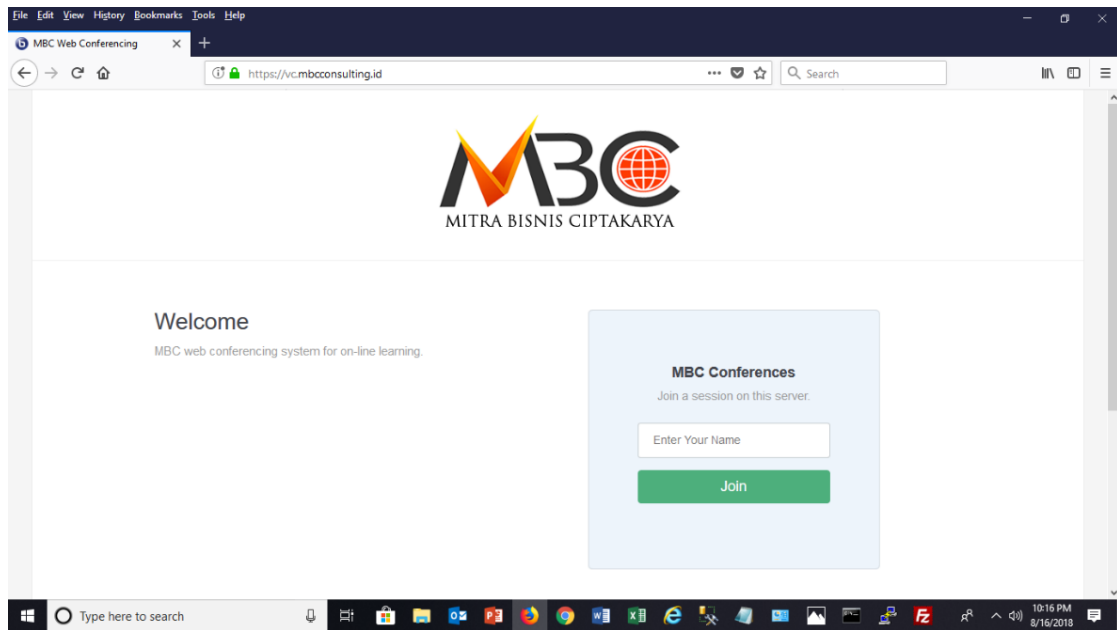 File Edit View History Bookmarks Tools Help
MBC Web Conferencing
https://vc.mbcconsulting.id
Search
MBC
MITRA BISNIS CIPTAKARYA
Welcome
MBC web conferencing system for on-line learning.
MBC Conferences
Join a session on this server.
Enter Your Name
Join
Type here to search
10:16 PM
8/16/2018